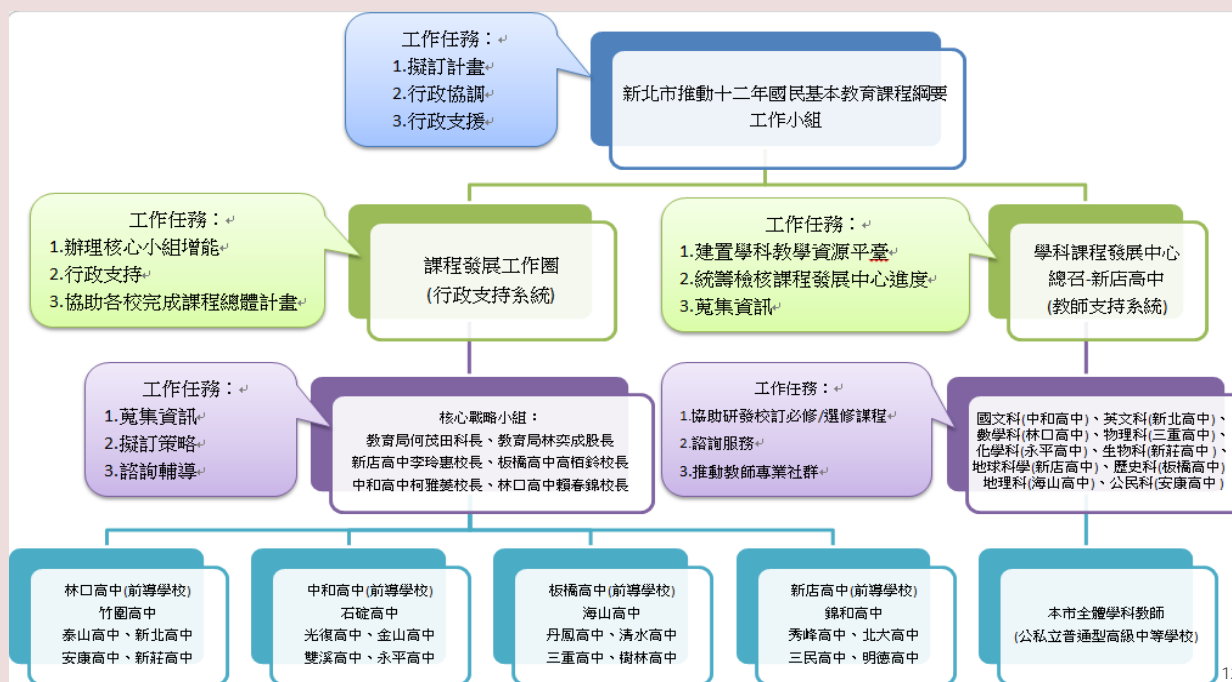 工作任務：
1.擬訂計畫
2.行政協調
3.行政支援
新北市推動十二年國民基本教育課程綱要
工作小組
工作任務：
1.辦理核心小組增能
2.行政支持
3.協助各校完成課程總體計畫
課程發展工作圈
(行政支持系統)
工作任務：
1.建置學科教學資源平臺
2.統籌檢核課程發展中心進度
3.蒐集資訊
學科課程發展中心
總召-新店高中
(教師支持系統)
工作任務：
1.蒐集資訊
2.擬訂策略
3.諮詢輔導
核心戰略小組：
教育局何茂田科長、教育局林奕成股長
新店高中李玲惠校長、板橋高中高栢鈴校長
中和高中柯雅菱校長、林口高中賴春錦校長
工作任務：
1.協助研發校訂必修/選修課程
2.諮詢服務
3.推動教師專業社群
國文科(中和高中)、英文科(新北高中)、
數學科(林口高中)、物理科(三重高中)、
化學科(永平高中)、生物科(新莊高中)、
地球科學(新店高中)、歷史科(板橋高中)
地理科(海山高中)、公民科(安康高中)
林口高中(前導學校)
竹圍高中
泰山高中、新北高中
安康高中、新莊高中
中和高中(前導學校)
石碇高中
光復高中、金山高中
雙溪高中、永平高中
板橋高中(前導學校)
海山高中
丹鳳高中、清水高中
三重高中、樹林高中
新店高中(前導學校)
錦和高中
秀峰高中、北大高中
三民高中、明德高中
本市全體學科教師
(公私立普通型高級中等學校)